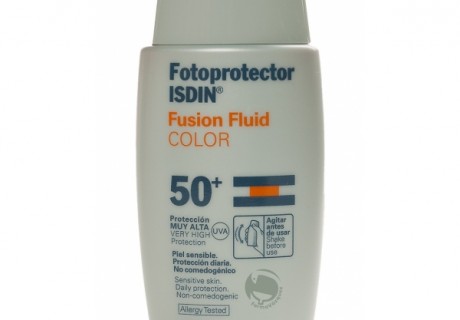 Fotoprotector
ISDIN®
Fusion Fluid
COLOR
50+
Protección
MUY ALTA
VERY HIGH
Protection
UVA
Agitar
antes
de usar
Shake
before
use
Piel sensible.
Protección diaria.
No comedogénico
Sensitive skin.
Daily protection.
Non-comedogenic
Allergy Tested